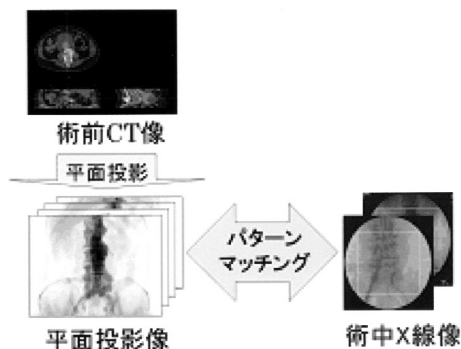 術前CT像
平面投影
パターン
マッチング
平面投影像
術中X線像